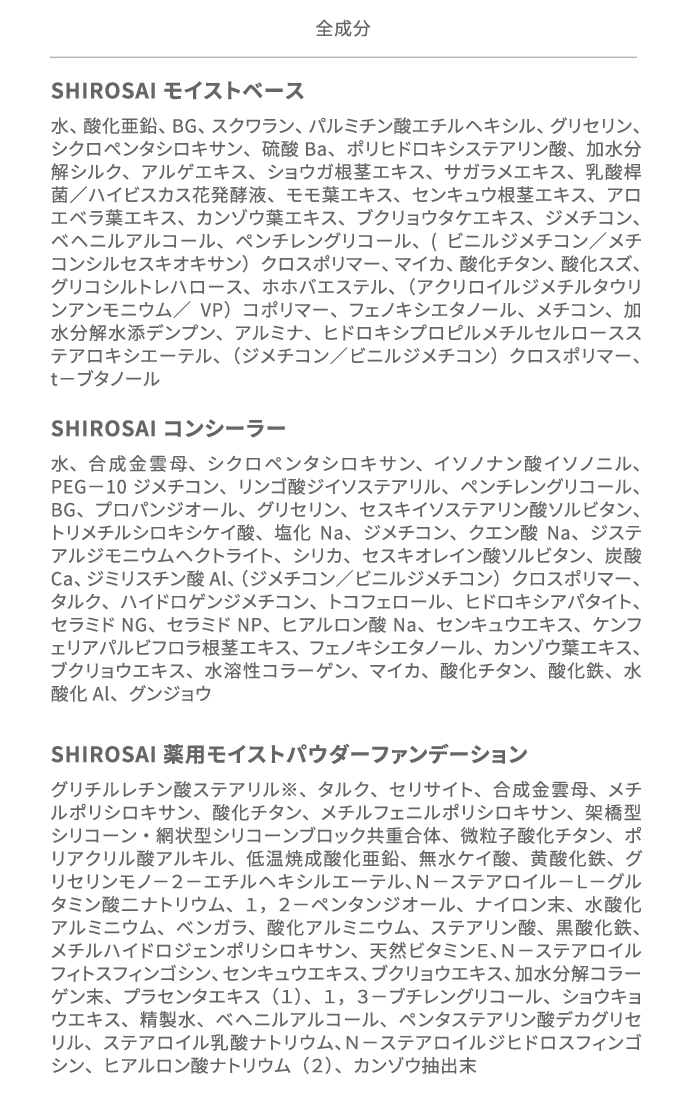 全成分
SHIROSAI モイストベース
水、酸化亜鉛、BG、スクワラン、パルミチン酸エチルヘキシル、グリセリン、
シクロペンタシロキサン、硫酸 Ba、ポリヒドロキシステアリン酸、加水分
解シルク、アルゲエキス、ショウガ根茎エキス、サガラメエキス、乳酸桿
菌／ハイビスカス花発酵液、モモ葉エキス、センキュウ根茎エキス、アロ
エベラ葉エキス、カンゾウ葉エキス、ブクリョウタケエキス、ジメチコン、
ベヘニルアルコール、ペンチレングリコール、( ビニルジメチコン／メチ
コンシルセスキオキサン）クロスポリマー、マイカ、酸化チタン、酸化スズ、
グリコシルトレハロース、ホホバエステル、（アクリロイルジメチルタウリ
ンアンモニウム／ VP）コポリマー、フェノキシエタノール、メチコン、加
水分解水添デンプン、アルミナ、ヒドロキシプロピルメチルセルロースス
テアロキシエーテル、（ジメチコン／ビニルジメチコン）クロスポリマー、
t－ブタノール
SHIROSAI コンシーラー
水、合成金雲母、シクロペンタシロキサン、イソノナン酸イソノニル、
PEG－10 ジメチコン、リンゴ酸ジイソステアリル、ペンチレングリコール、
BG、プロパンジオール、グリセリン、セスキイソステアリン酸ソルビタン、
トリメチルシロキシケイ酸、塩化 Na、ジメチコン、クエン酸 Na、ジステ
アルジモニウムヘクトライト、シリカ、セスキオレイン酸ソルビタン、炭酸
Ca、ジミリスチン酸 Al、（ジメチコン／ビニルジメチコン）クロスポリマー、
タルク、ハイドロゲンジメチコン、トコフェロール、ヒドロキシアパタイト、
セラミド NG、セラミド NP、ヒアルロン酸 Na、センキュウエキス、ケンフ
ェリアパルビフロラ根茎エキス、フェノキシエタノール、カンゾウ葉エキス、
ブクリョウエキス、水溶性コラーゲン、マイカ、酸化チタン、酸化鉄、水
酸化 Al、グンジョウ
SHIROSAI 薬用モイストパウダーファンデーション
グリチルレチン酸ステアリル※、タルク、セリサイト、合成金雲母、メチ
ルポリシロキサン、酸化チタン、メチルフェニルポリシロキサン、架橋型
シリコーン・網状型シリコーンブロック共重合体、微粒子酸化チタン、ポ
リアクリル酸アルキル、低温焼成酸化亜鉛、無水ケイ酸、黄酸化鉄、グ
リセリンモノ－２－エチルヘキシルエーテル、Ｎ－ステアロイル－Ｌ－グル
タミン酸二ナトリウム、１，２－ペンタンジオール、ナイロン末、水酸化
アルミニウム、ベンガラ、酸化アルミニウム、ステアリン酸、黒酸化鉄、
メチルハイドロジェンポリシロキサン、天然ビタミンＥ、Ｎ－ステアロイル
フィトスフィンゴシン、センキュウエキス、ブクリョウエキス、加水分解コラー
ゲン末、プラセンタエキス（１）、１，３－ブチレングリコール、ショウキョ
ウエキス、精製水、ベヘニルアルコール、ペンタステアリン酸デカグリセ
リル、ステアロイル乳酸ナトリウム、Ｎ－ステアロイルジヒドロスフィンゴ
シン、ヒアルロン酸ナトリウム（２）、カンゾウ抽出末